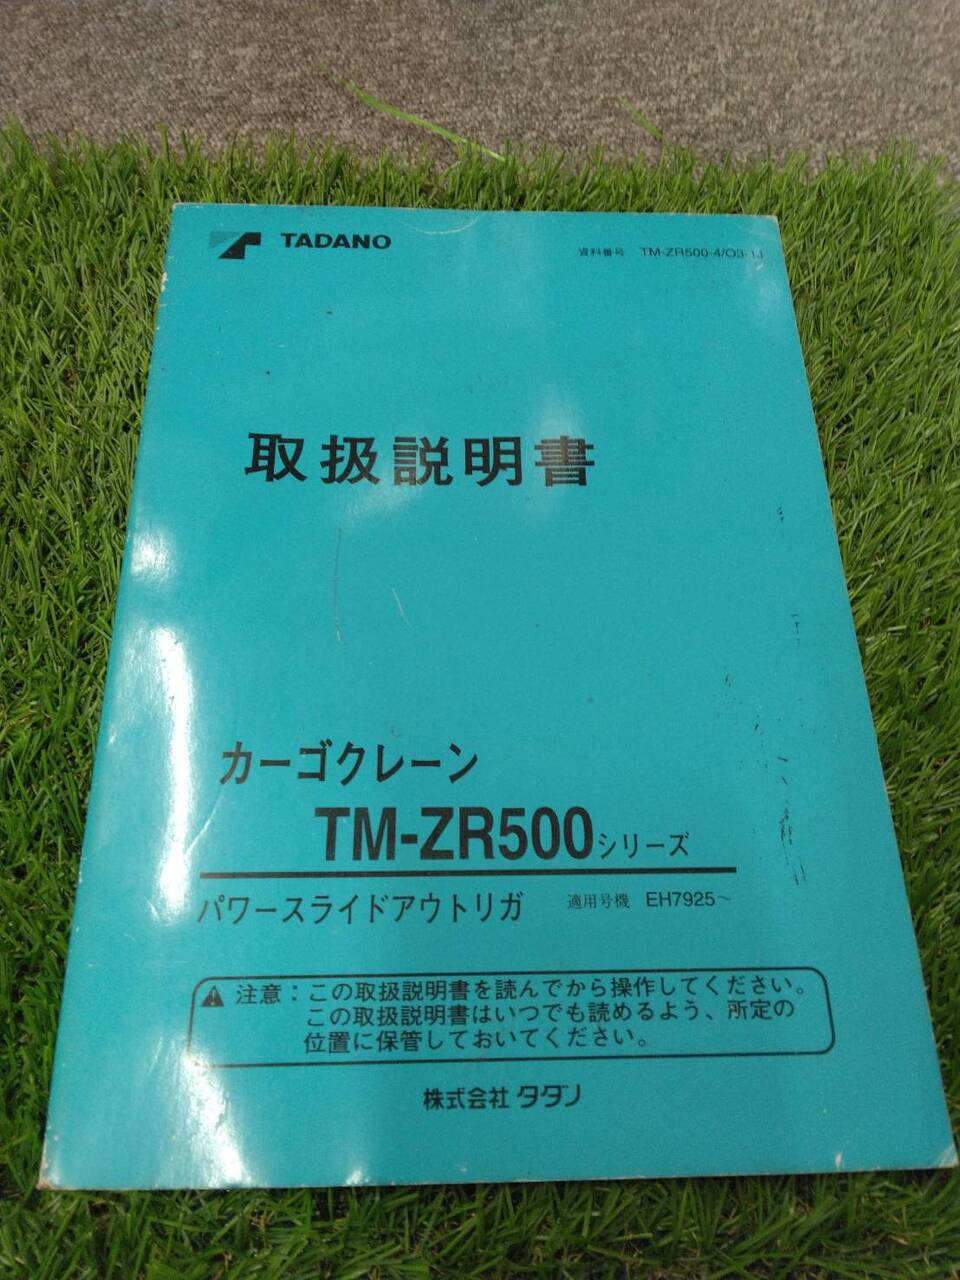 TADANO
資料番号 TM-ZR500-4/O3-1J
取扱説明書
カーゴクレーン
TM-ZR500シリーズ
パワースライドアウトリガ 適用号機 EH7925～
注意：この取扱説明書を読んでから操作してください。
この取扱説明書はいつでも読めるよう、所定の
位置に保管しておいてください。
株式会社 タダノ